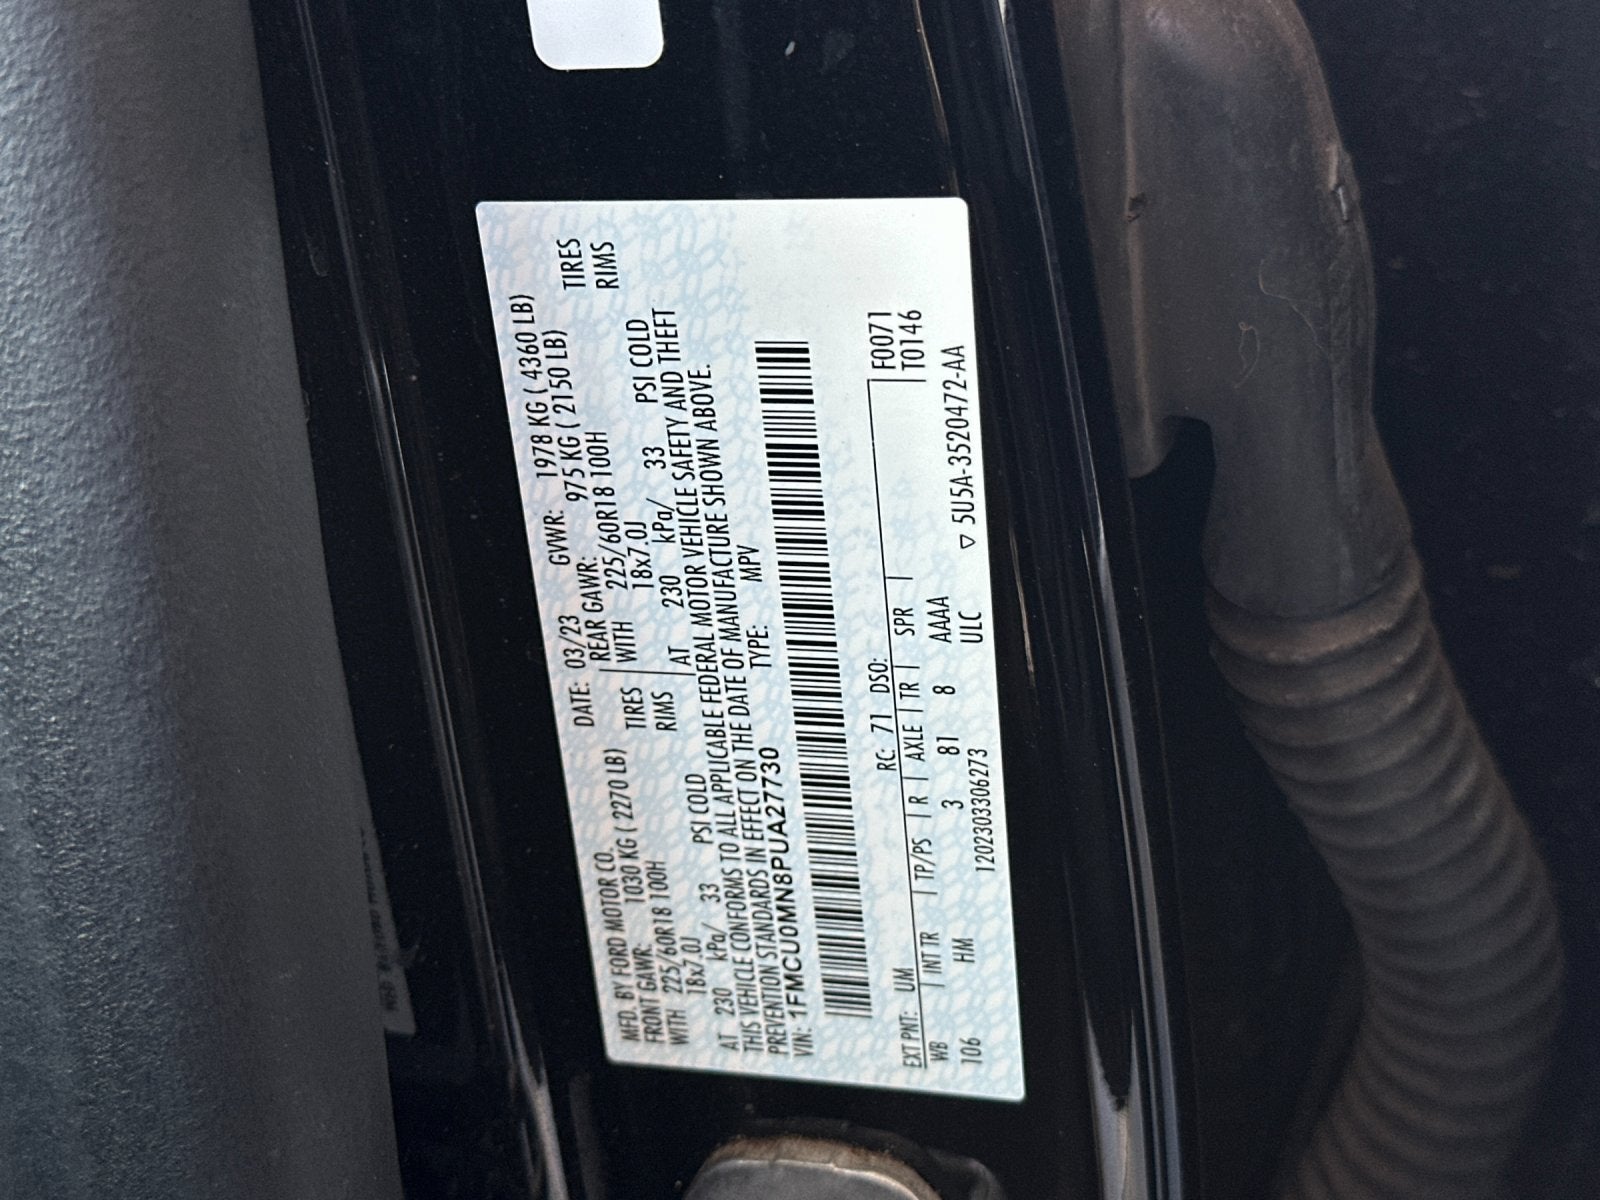 MFD. BY FORD MOTOR CO. DATE: 03/23 GVWR: 1978 KG ( 4360 LB)
FRONT GAWR: 1030 KG ( 2270 LB) REAR GAWR: 975 KG ( 2150 LB)
WITH 225/60R18 100H TIRES WITH 225/60R18 100H TIRES
18x7.0J RIMS 18x7.0J RIMS
AT 230 kPa/ 33 PSI COLD AT 230 kPa/ 33 PSI COLD
THIS VEHICLE CONFORMS TO ALL APPLICABLE FEDERAL MOTOR VEHICLE SAFETY AND THEFT
PREVENTION STANDARDS IN EFFECT ON THE DATE OF MANUFACTURE SHOWN ABOVE.
VIN: 1FMCU0MN8PUA27730 TYPE: MPV
EXT PNT: UM RC: 71 DSO: F0071
WB INT TR TP/PS R AXLE TR SPR T0146
106 HM 3 81 8 AAAA
1202303306273 ULC ▽ 5U5A-3520472-AA